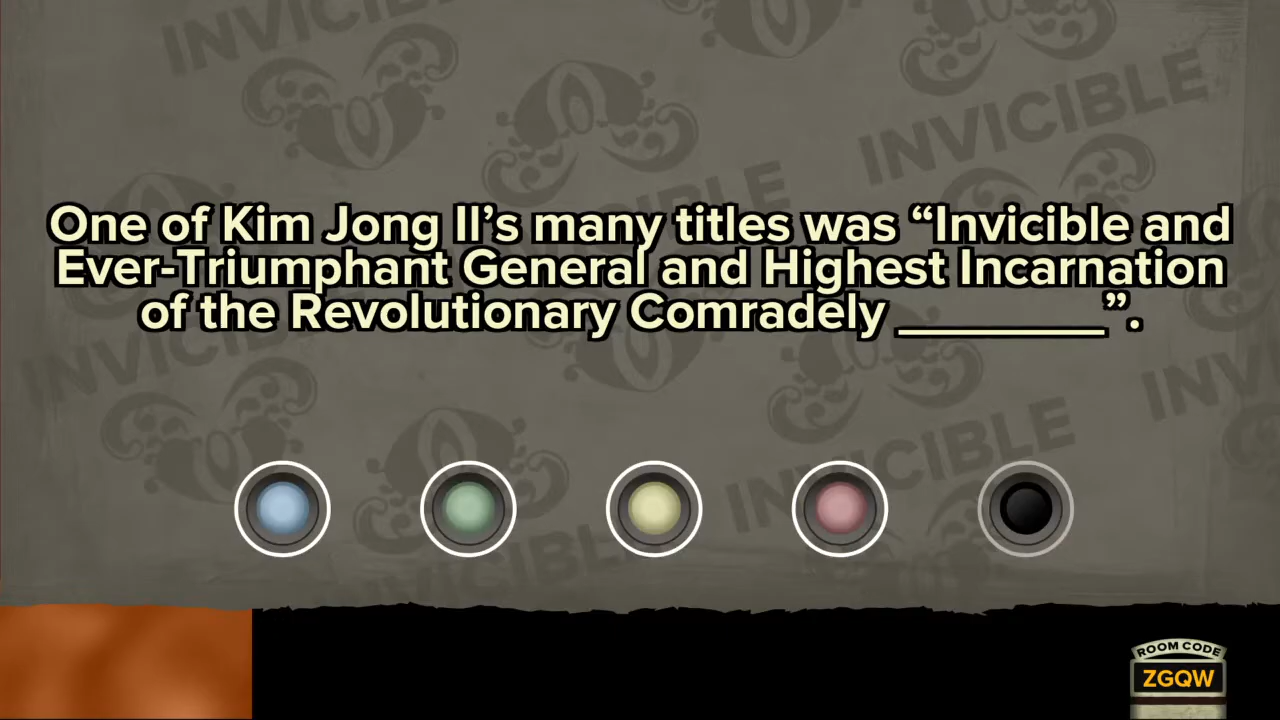 INVICIBLE
INVICIBLE
One of Kim Jong Il’s many titles was “Invicible and
Ever-Triumphant General and Highest Incarnation
of the Revolutionary Comradely ________”.
INVICIBLE
ROOM CODE
ZGQW